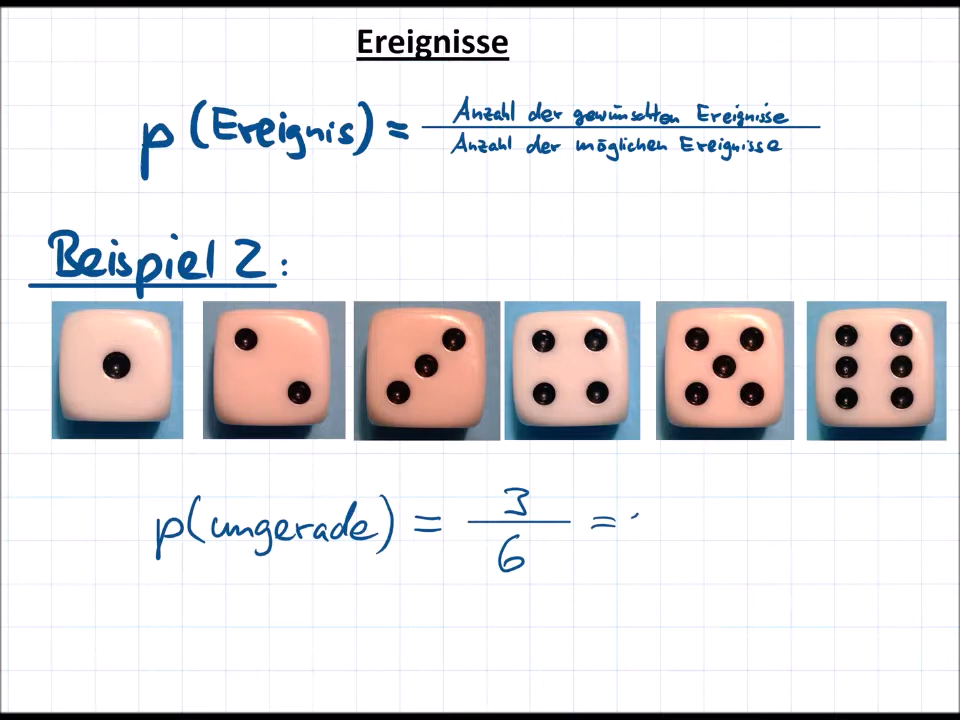 Ereignisse
p (Ereignis) = Anzahl der gewünschten Ereignisse
Anzahl der möglichen Ereignisse
Beispiel 2:
p(ungerade) = 3
6 =